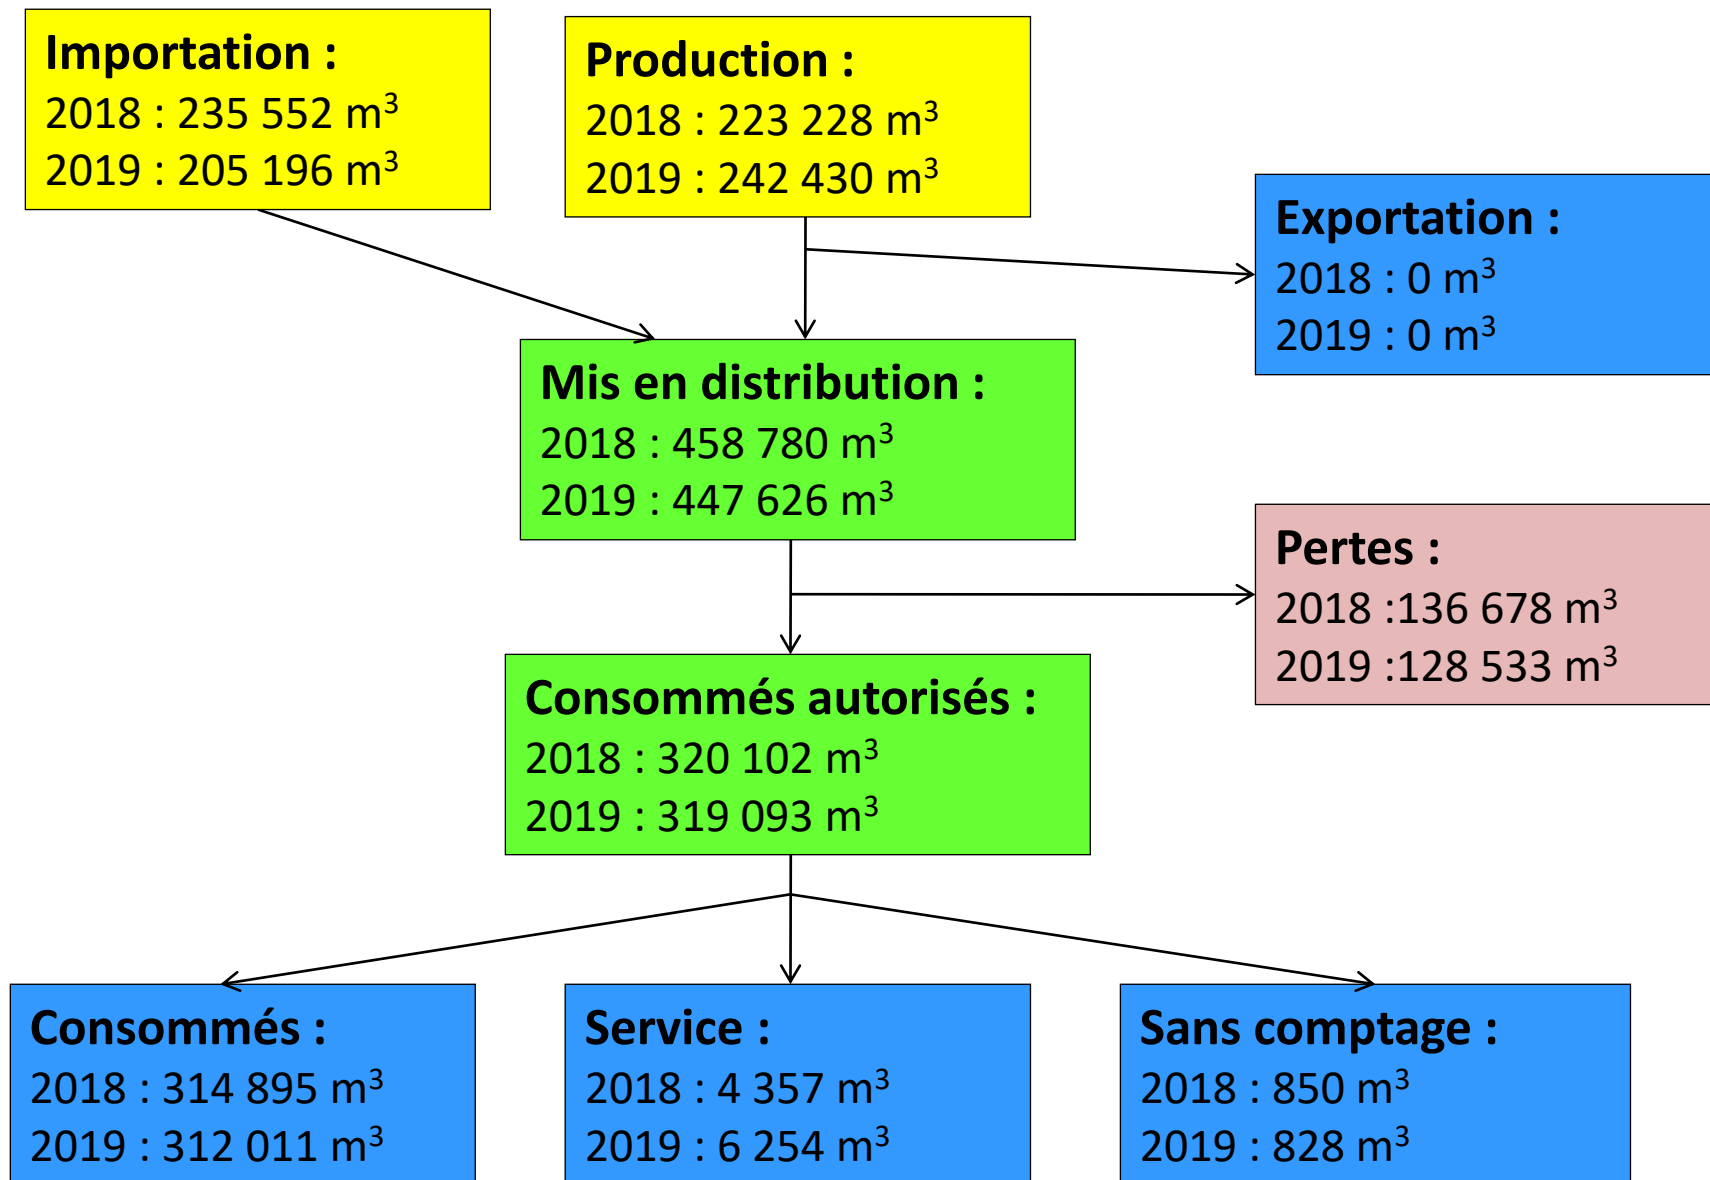 Importation :
2018 : 235 552 m³
2019 : 205 196 m³
Production :
2018 : 223 228 m³
2019 : 242 430 m³
Exportation :
2018 : 0 m³
2019 : 0 m³
Mis en distribution :
2018 : 458 780 m³
2019 : 447 626 m³
Pertes :
2018 :136 678 m³
2019 :128 533 m³
Consommés autorisés :
2018 : 320 102 m³
2019 : 319 093 m³
Consommés :
2018 : 314 895 m³
2019 : 312 011 m³
Service :
2018 : 4 357 m³
2019 : 6 254 m³
Sans comptage :
2018 : 850 m³
2019 : 828 m³